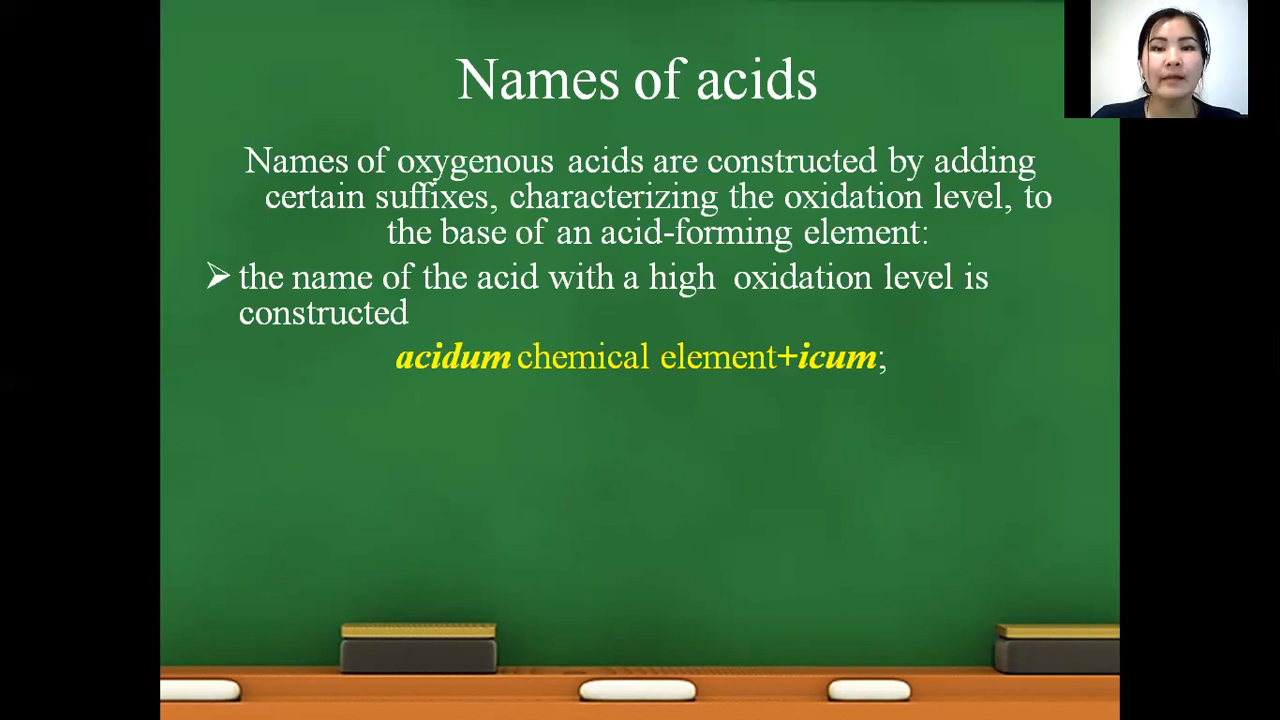 Names of acids
Names of oxygenous acids are constructed by adding
certain suffixes, characterizing the oxidation level, to
the base of an acid-forming element:
the name of the acid with a high oxidation level is
constructed
acidum chemical element+icum;